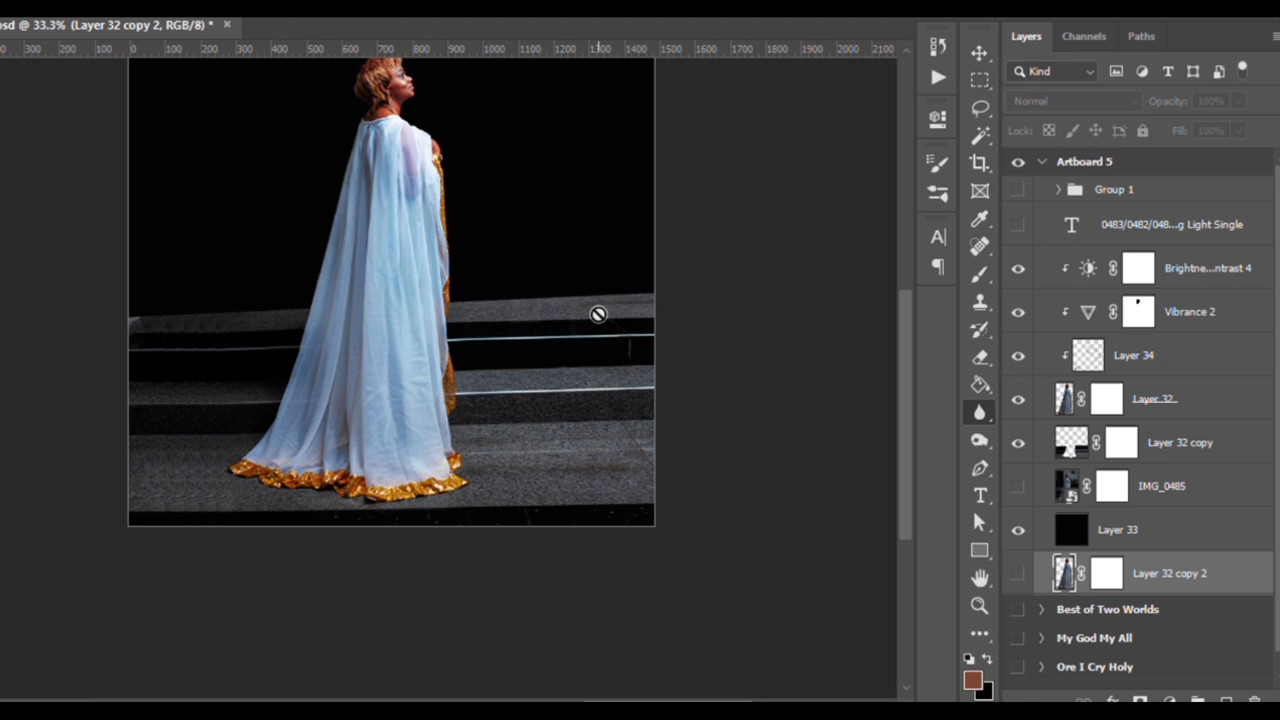 osd @ 33.3% (Layer 32 copy 2, RGB/8) * ×
300 200 100 0 100 200 300 400 500 600 700 800 900 1000 1100 1200 1300 1400 1500 1600 1700 1800 1900 2000 2100
Layers Channels Paths
Kind
Normal Opacity: 100%
Lock: Fill: 100%
Artboard 5
Group 1
0483/0482/048...g Light Single
Brightne...ntrast 4
Vibrance 2
Layer 34
Layer 32
Layer 32 copy
IMG_0485
Layer 33
Layer 32 copy 2
Best of Two Worlds
My God My All
Ore I Cry Holy